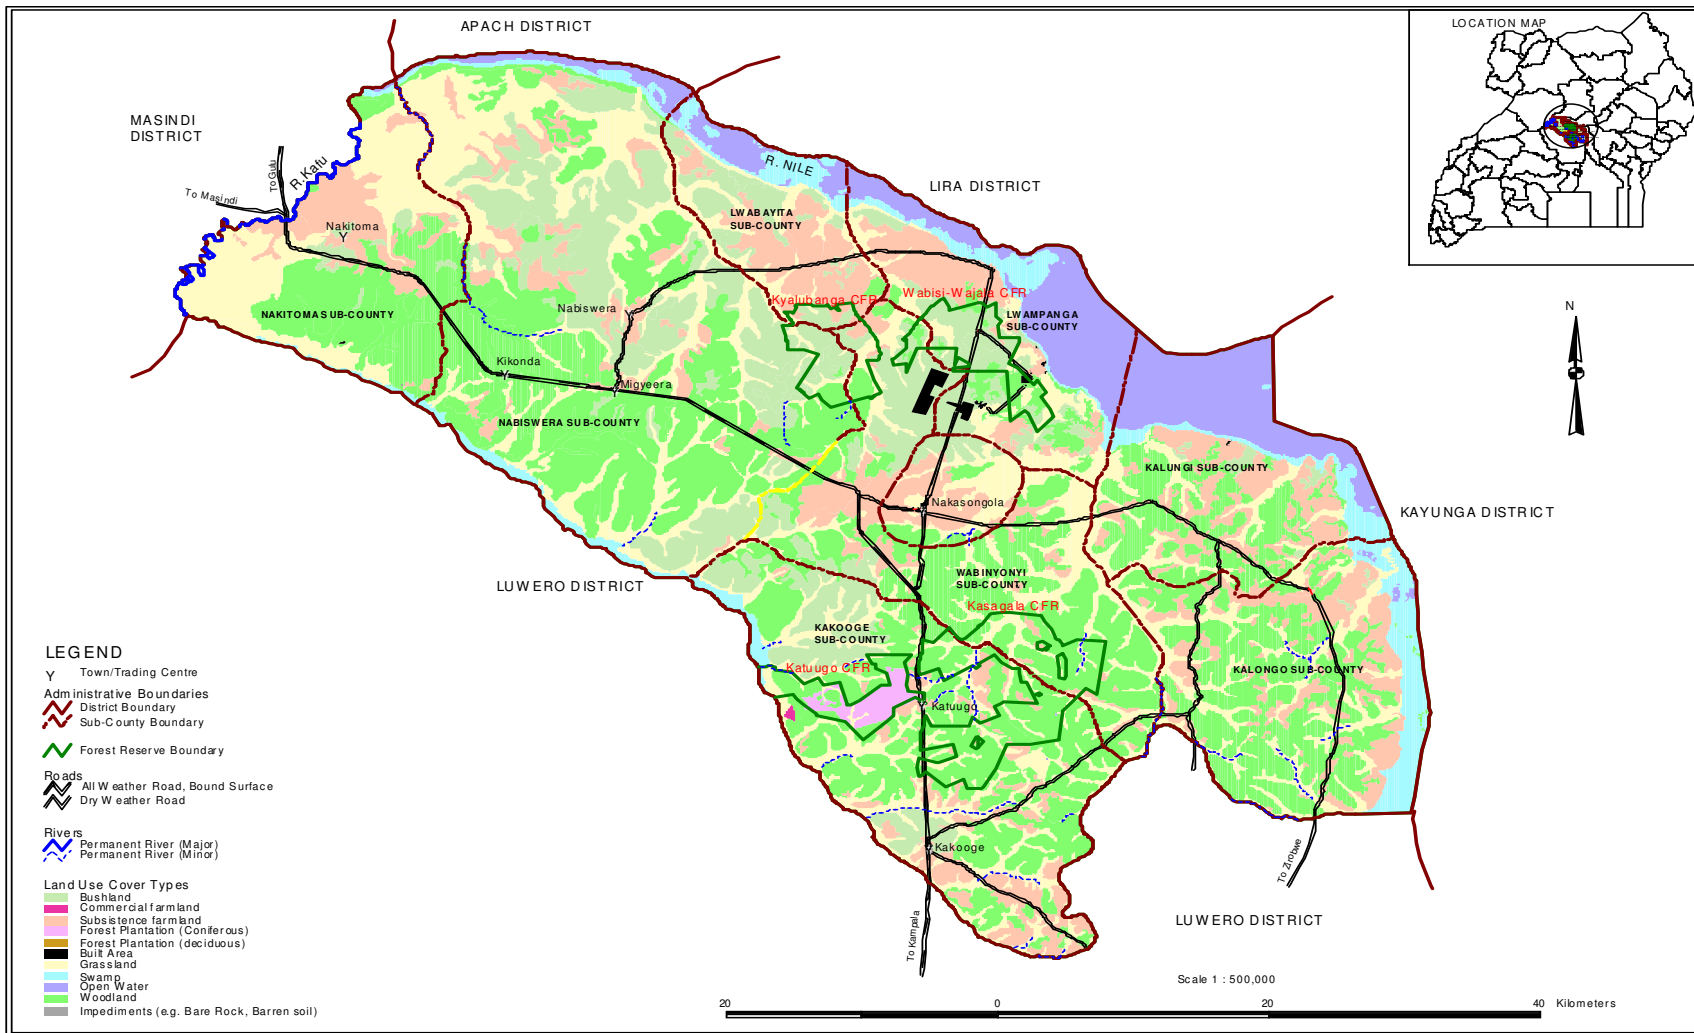 APACH DISTRICT
LOCATION MAP
MASINDI
DISTRICT
To Gulu
R.Kafu
To Masindi
R. NILE
LIRA DISTRICT
LWABAYITA
SUB-COUNTY
Nakitoma
Y
Kyalubanga CFR
Wabisi-Wajala CFR
NAKITOMA SUB-COUNTY
Nabiswera
Y
LWAMPANGA
SUB-COUNTY
N
Kikonda
Y
Migyeera
Y
NABISWERA SUB-COUNTY
KALUNGI SUB-COUNTY
Nakasongola
KAYUNGA DISTRICT
LUWERO DISTRICT
WABINYONYI
SUB-COUNTY
Kasagala CFR
KAKOOGE
SUB-COUNTY
Katuugo CFR
KALONGO SUB-COUNTY
Katuugo
Kakooge
To Zirobwe
To Kampala
LUWERO DISTRICT
LEGEND
Y Town/Trading Centre
Administrative Boundaries
District Boundary
Sub-County Boundary
Forest Reserve Boundary
Roads
All Weather Road, Bound Surface
Dry Weather Road
Rivers
Permanent River (Major)
Permanent River (Minor)
Land Use Cover Types
Bushland
Commercial farmland
Subsistence farmland
Forest Plantation (Coniferous)
Forest Plantation (deciduous)
Built Area
Grassland
Swamp
Open Water
Woodland
Impediments (e.g. Bare Rock, Barren soil)
Scale 1 : 500,000
20 0 20 40 Kilometers